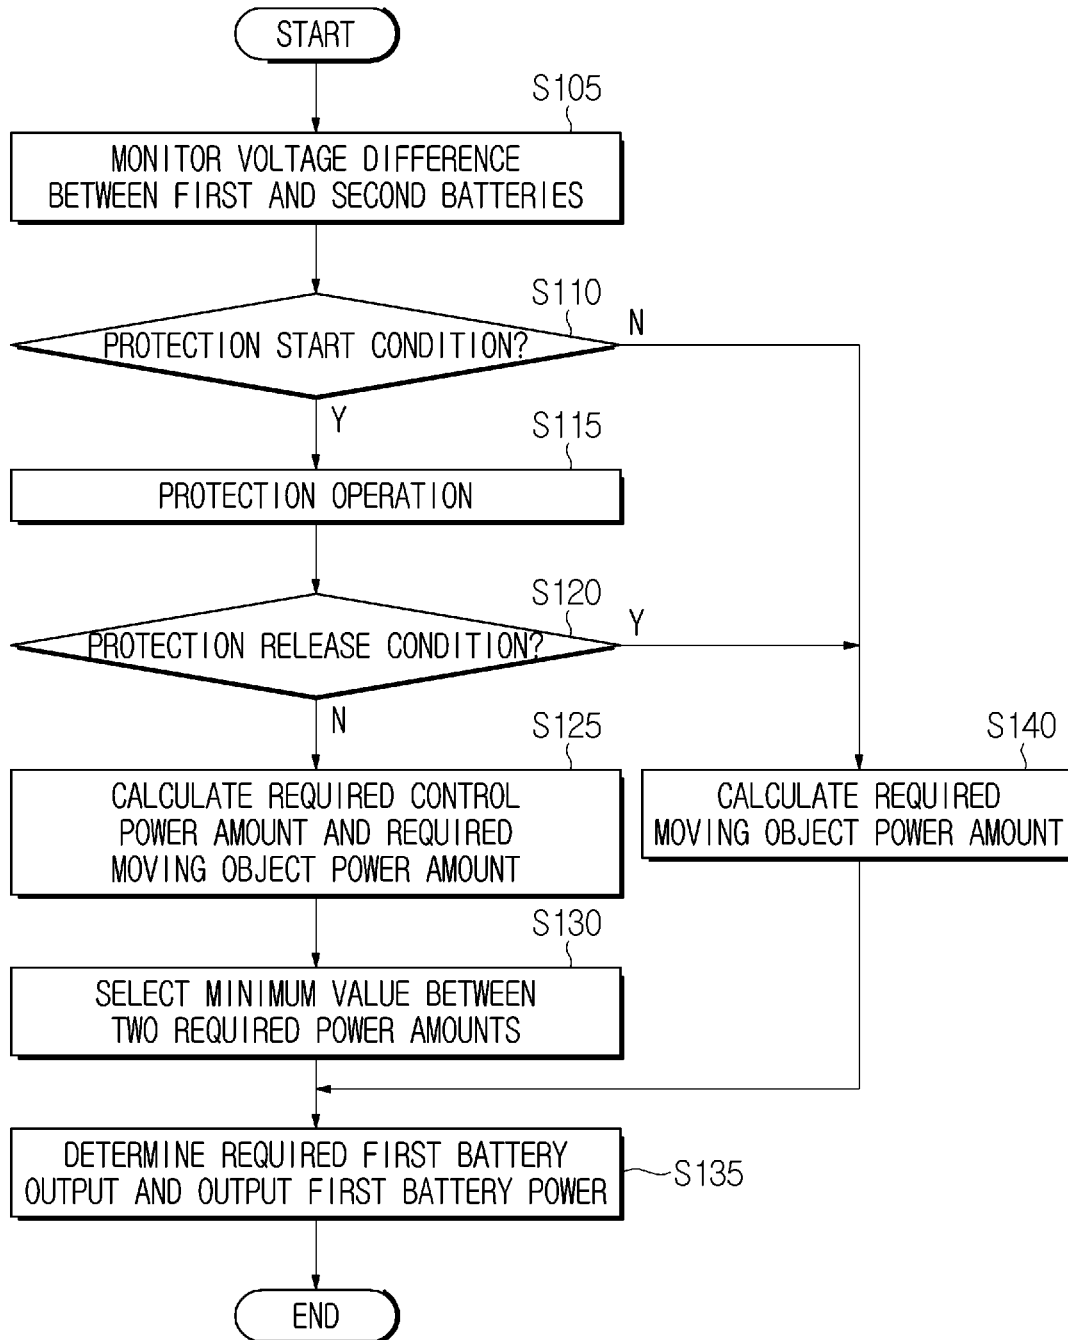 START
S105
MONITOR VOLTAGE DIFFERENCE
BETWEEN FIRST AND SECOND BATTERIES
S110
PROTECTION START CONDITION?
N
Y
S115
PROTECTION OPERATION
S120
PROTECTION RELEASE CONDITION?
Y
N
S125
CALCULATE REQUIRED CONTROL
POWER AMOUNT AND REQUIRED
MOVING OBJECT POWER AMOUNT
S140
CALCULATE REQUIRED
MOVING OBJECT POWER AMOUNT
S130
SELECT MINIMUM VALUE BETWEEN
TWO REQUIRED POWER AMOUNTS
DETERMINE REQUIRED FIRST BATTERY
OUTPUT AND OUTPUT FIRST BATTERY POWER
S135
END